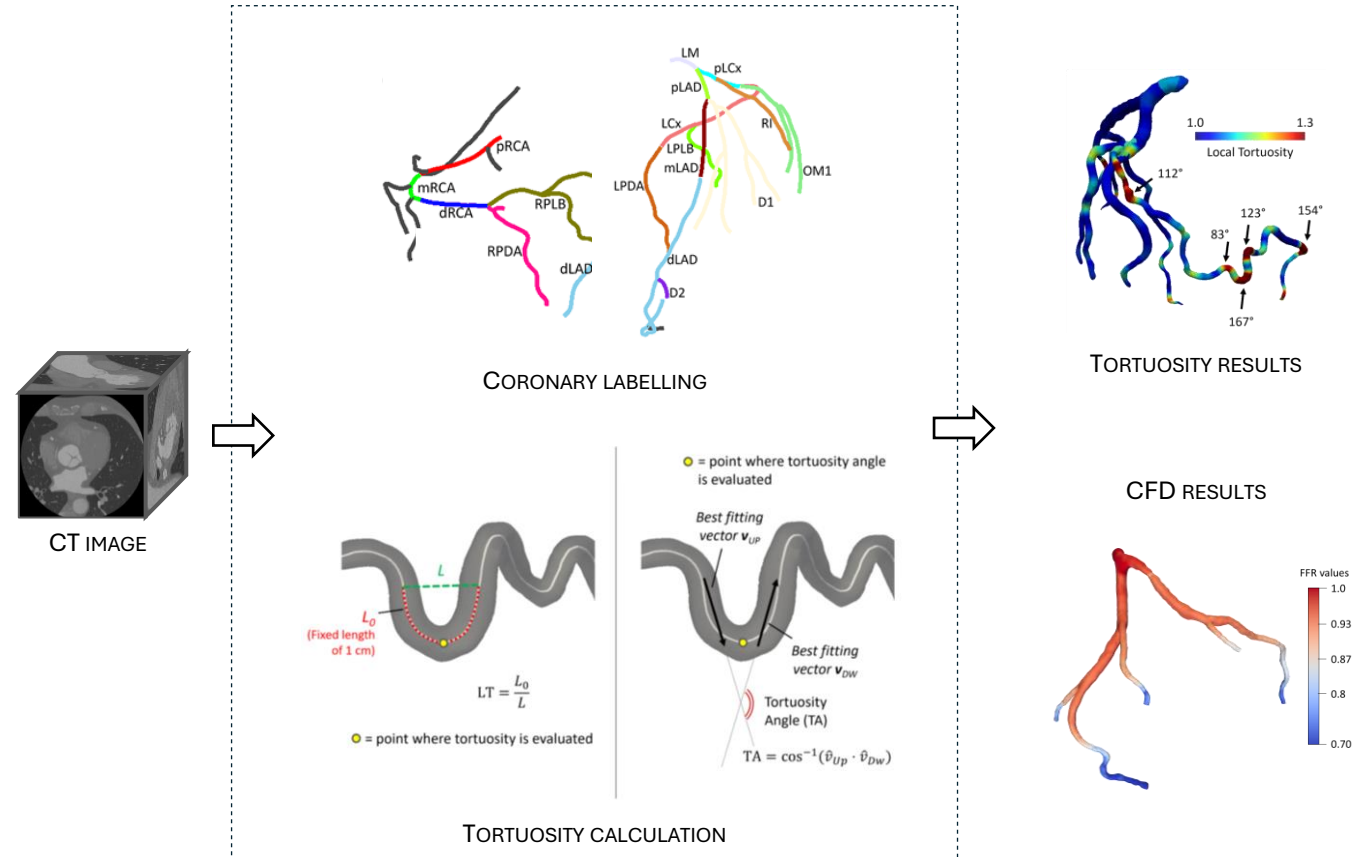 CT IMAGE
pRCA
mRCA
dRCA
RPLB
RPDA
dLAD
LM
pLCx
pLAD
LCx
RI
LPLB
mLAD
OM1
LPDA
D1
dLAD
D2
CORONARY LABELLING
L
L₀
(Fixed length
of 1 cm)
LT = L₀/L
= point where tortuosity is evaluated
= point where tortuosity angle
is evaluated
Best fitting
vector v_UP
Best fitting
vector v_DW
Tortuosity
Angle (TA)
TA = cos⁻¹(v̂_Up · v̂_Dw)
TORTUOSITY CALCULATION
1.0
1.3
Local Tortuosity
112°
83°
123°
154°
167°
TORTUOSITY RESULTS
CFD RESULTS
FFR values
1.0
0.93
0.87
0.8
0.70